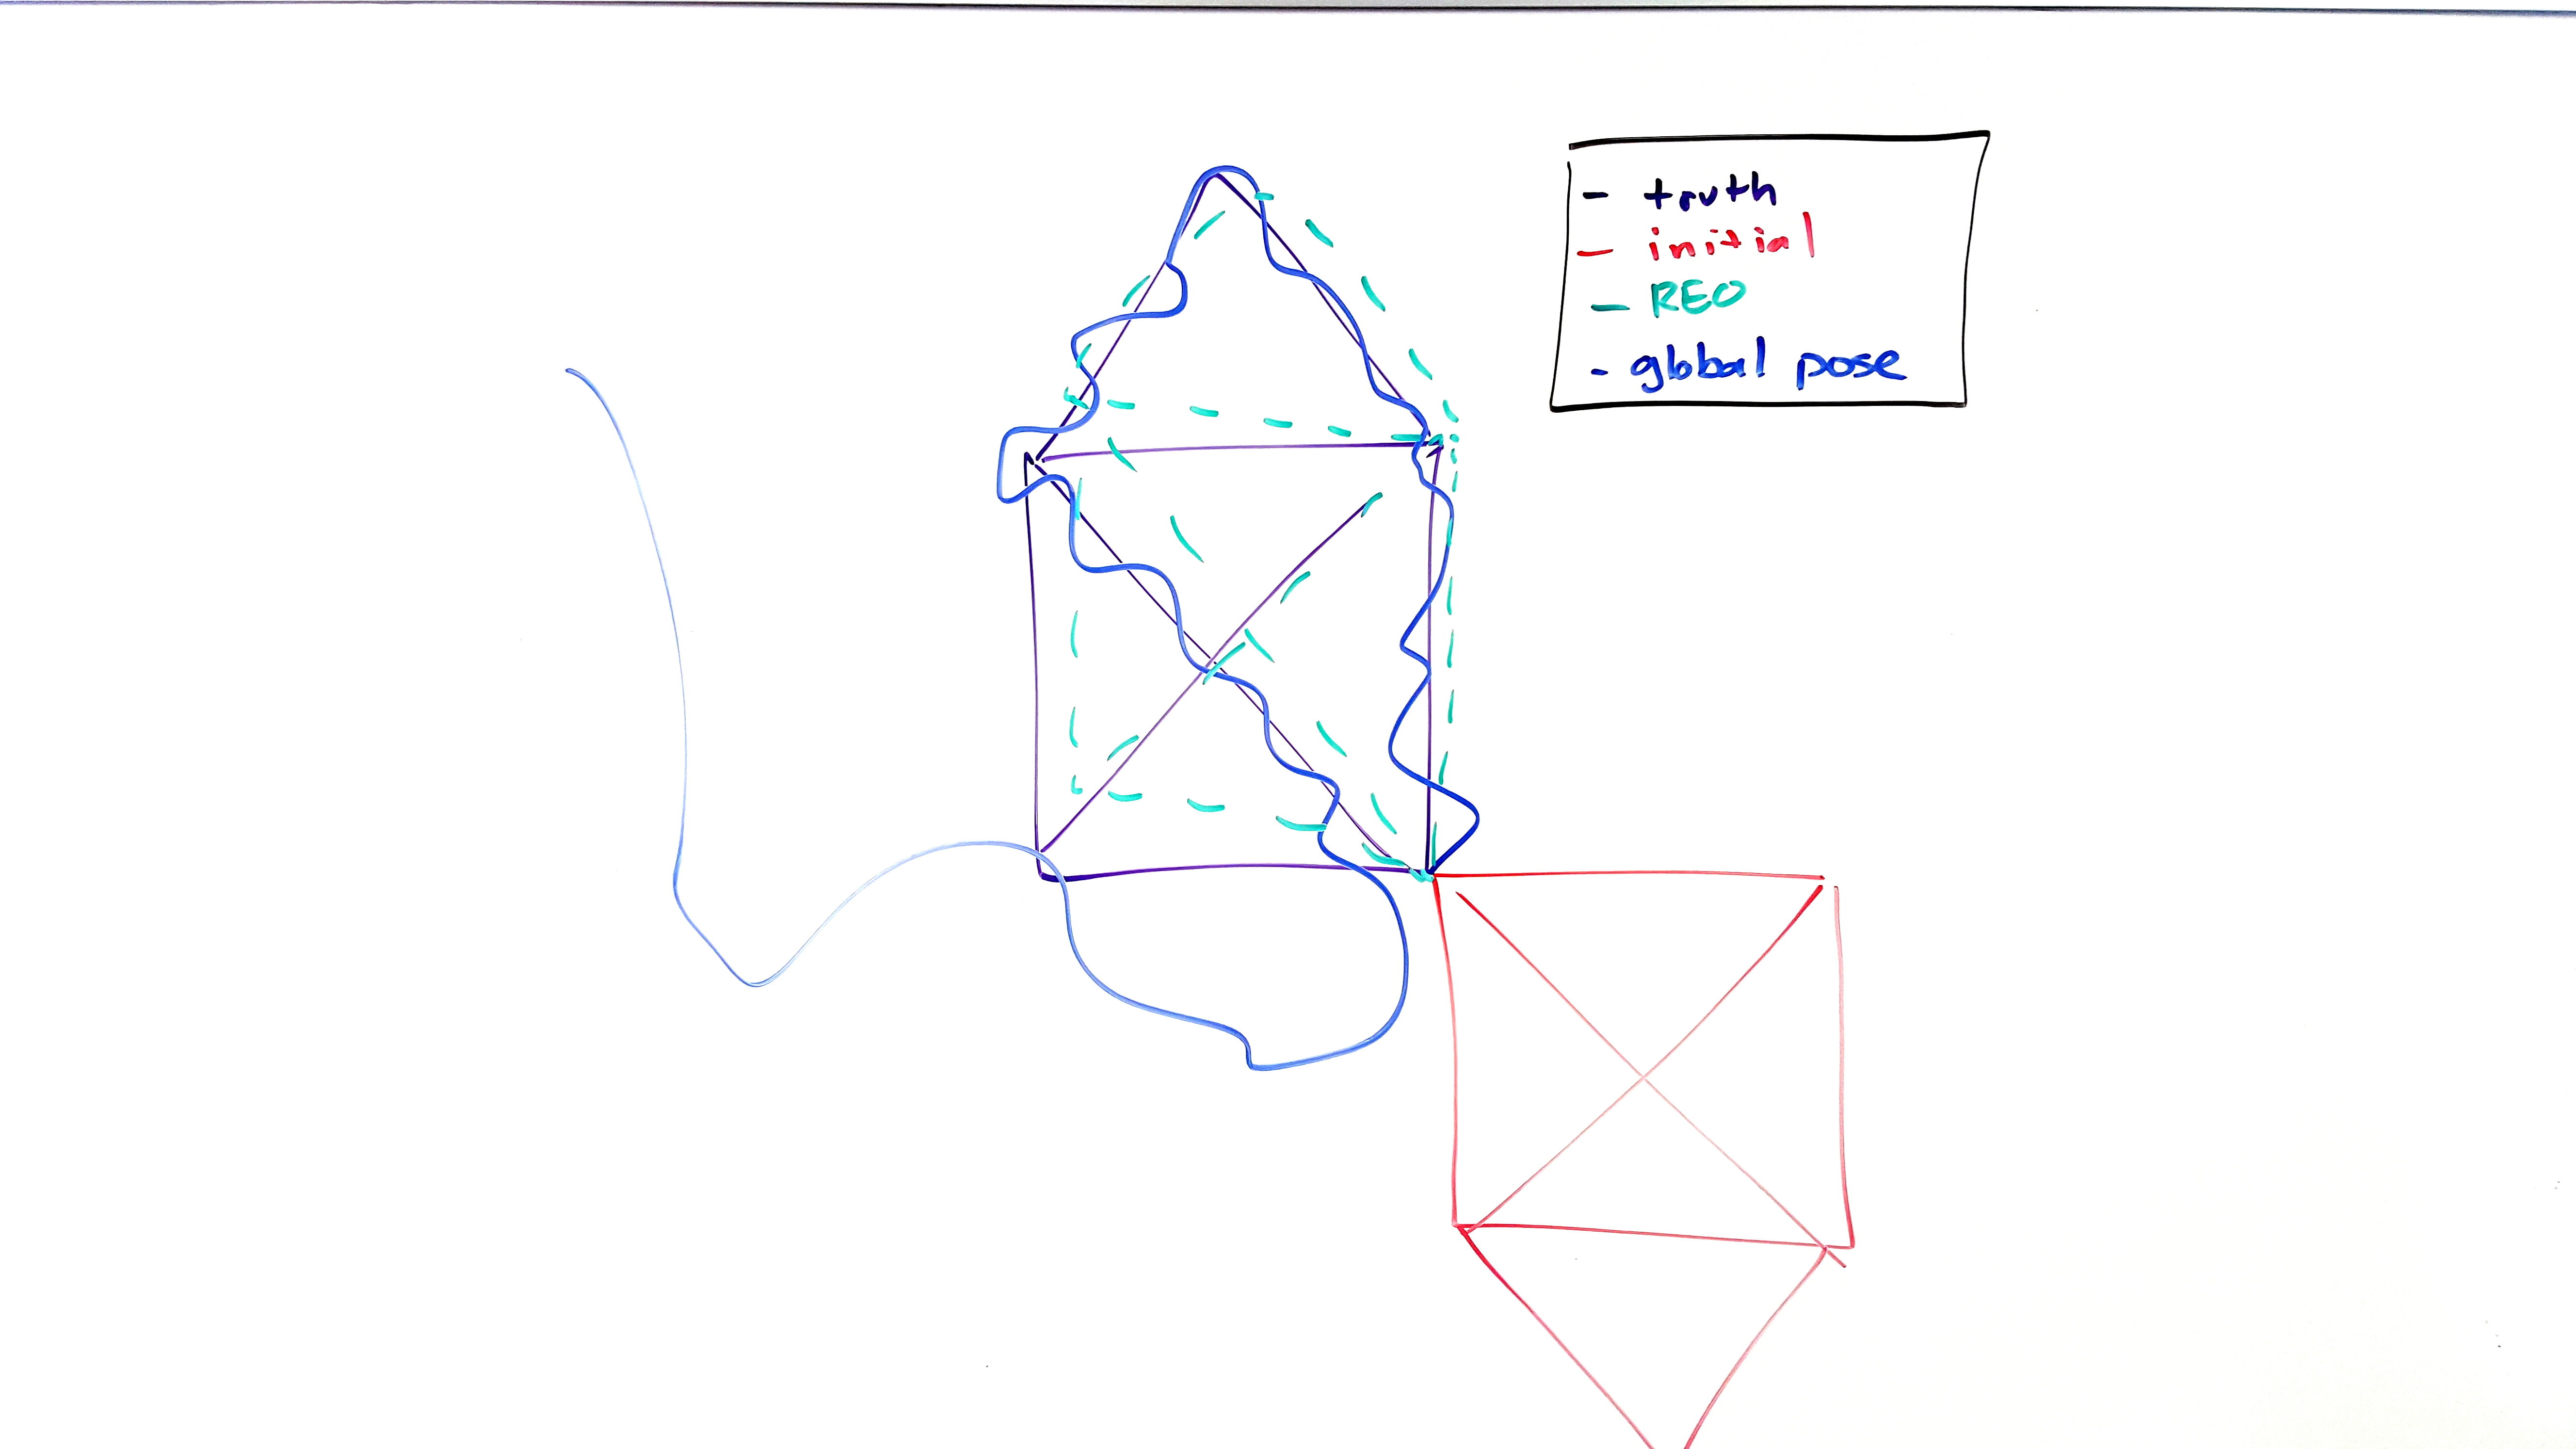 - truth
- initial
- REO
- global pose